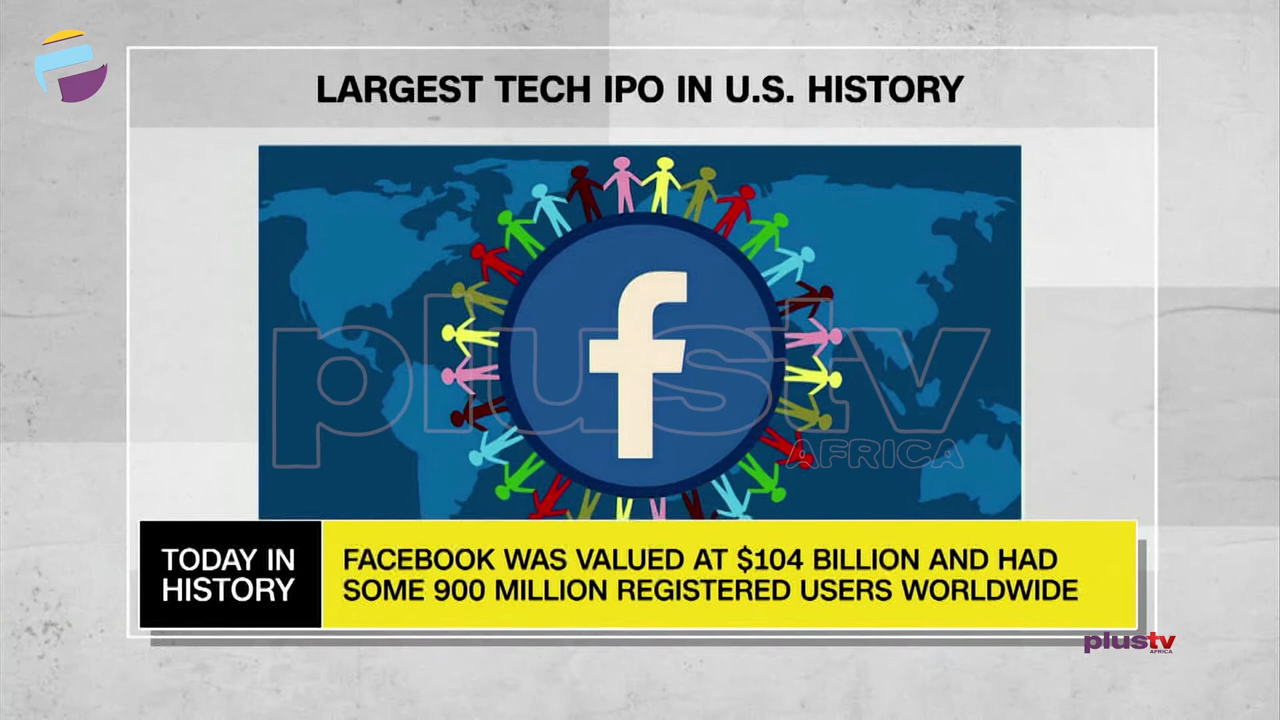 LARGEST TECH IPO IN U.S. HISTORY
f
plustv
AFRICA
TODAY IN
HISTORY
FACEBOOK WAS VALUED AT $104 BILLION AND HAD
SOME 900 MILLION REGISTERED USERS WORLDWIDE
plustv
AFRICA